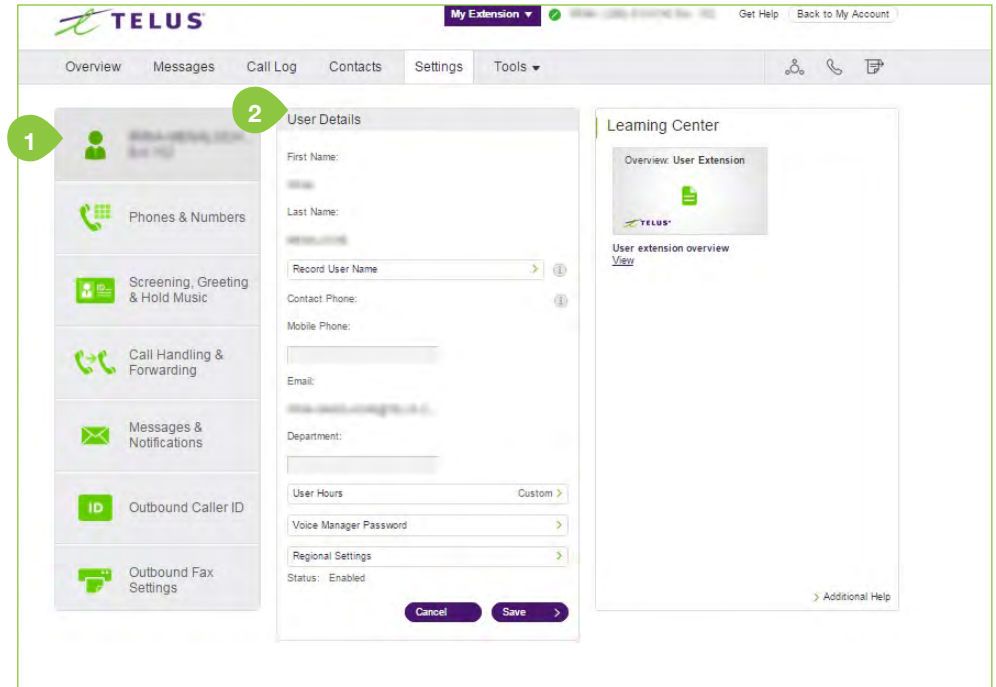 TELUS
My Extension
Get Help
Back to My Account
Overview
Messages
Call Log
Contacts
Settings
Tools
1
2
Phones & Numbers
Screening, Greeting
& Hold Music
Call Handling &
Forwarding
Messages &
Notifications
ID
Outbound Caller ID
Outbound Fax
Settings
User Details
First Name:
Last Name:
Record User Name
Contact Phone:
Mobile Phone:
Email:
Department:
User Hours
Custom
Voice Manager Password
Regional Settings
Status: Enabled
Cancel
Save
Learning Center
Overview: User Extension
TELUS
User extension overview
View
Additional Help